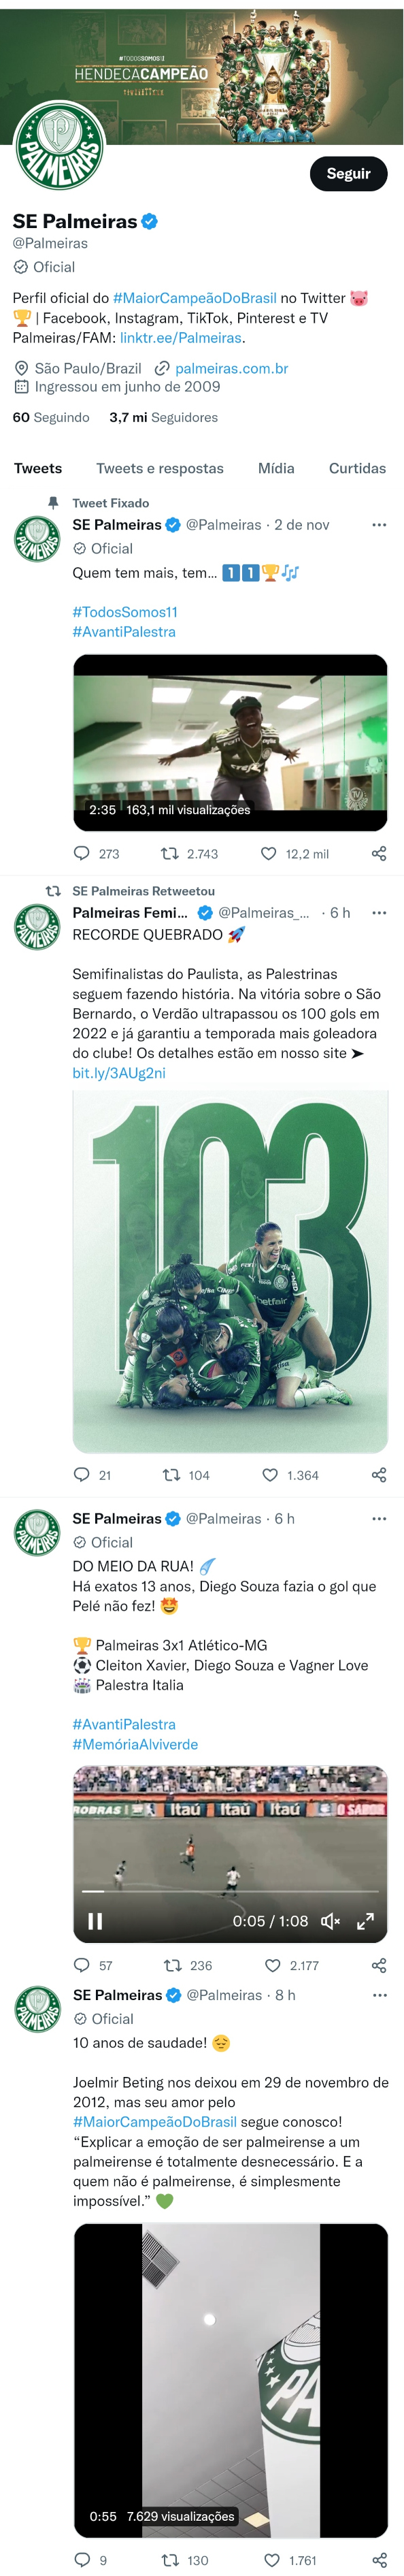 #TODOSSOMOS11
HENDECACAMPEÃO
PALMEIRAS
Seguir
SE Palmeiras
@Palmeiras
Oficial
Perfil oficial do #MaiorCampeãoDoBrasil no Twitter 🐷
🏆 | Facebook, Instagram, TikTok, Pinterest e TV
Palmeiras/FAM: linktr.ee/Palmeiras.
São Paulo/Brazil palmeiras.com.br
Ingressou em junho de 2009
60 Seguindo 3,7 mi Seguidores
Tweets Tweets e respostas Mídia Curtidas
Tweet Fixado
SE Palmeiras @Palmeiras · 2 de nov
Oficial
Quem tem mais, tem... 1️⃣1️⃣🏆🎶
#TodosSomos11
#AvantiPalestra
2:35 163,1 mil visualizações
273 2.743 12,2 mil
SE Palmeiras Retweetou
Palmeiras Femi... @Palmeiras_... · 6 h
RECORDE QUEBRADO 🚀
Semifinalistas do Paulista, as Palestrinas
seguem fazendo história. Na vitória sobre o São
Bernardo, o Verdão ultrapassou os 100 gols em
2022 e já garantiu a temporada mais goleadora
do clube! Os detalhes estão em nosso site ➤
bit.ly/3AUg2ni
103
betfair
21 104 1.364
SE Palmeiras @Palmeiras · 6 h
Oficial
DO MEIO DA RUA! ☄️
Há exatos 13 anos, Diego Souza fazia o gol que
Pelé não fez! 🤩
🏆 Palmeiras 3x1 Atlético-MG
⚽ Cleiton Xavier, Diego Souza e Vagner Love
🏟 Palestra Italia
#AvantiPalestra
#MemóriaAlviverde
ROBRAS Itaú Itaú Itaú O SABOR
0:05 / 1:08
57 236 2.177
SE Palmeiras @Palmeiras · 8 h
Oficial
10 anos de saudade! 😔
Joelmir Beting nos deixou em 29 de novembro de
2012, mas seu amor pelo
#MaiorCampeãoDoBrasil segue conosco!
“Explicar a emoção de ser palmeirense a um
palmeirense é totalmente desnecessário. E a
quem não é palmeirense, é simplesmente
impossível.” 💚
PA
0:55 7.629 visualizações
9 130 1.761